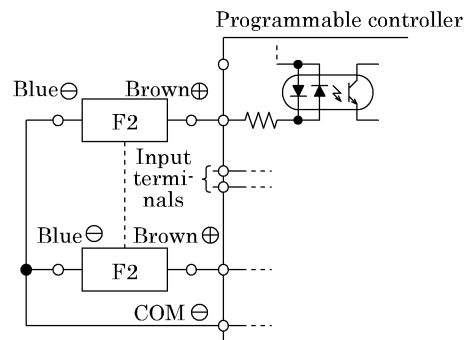 Programmable controller
Blue⊖ Brown⊕
F2
Input
termi-
nals
Blue⊖ Brown⊕
F2
COM⊖